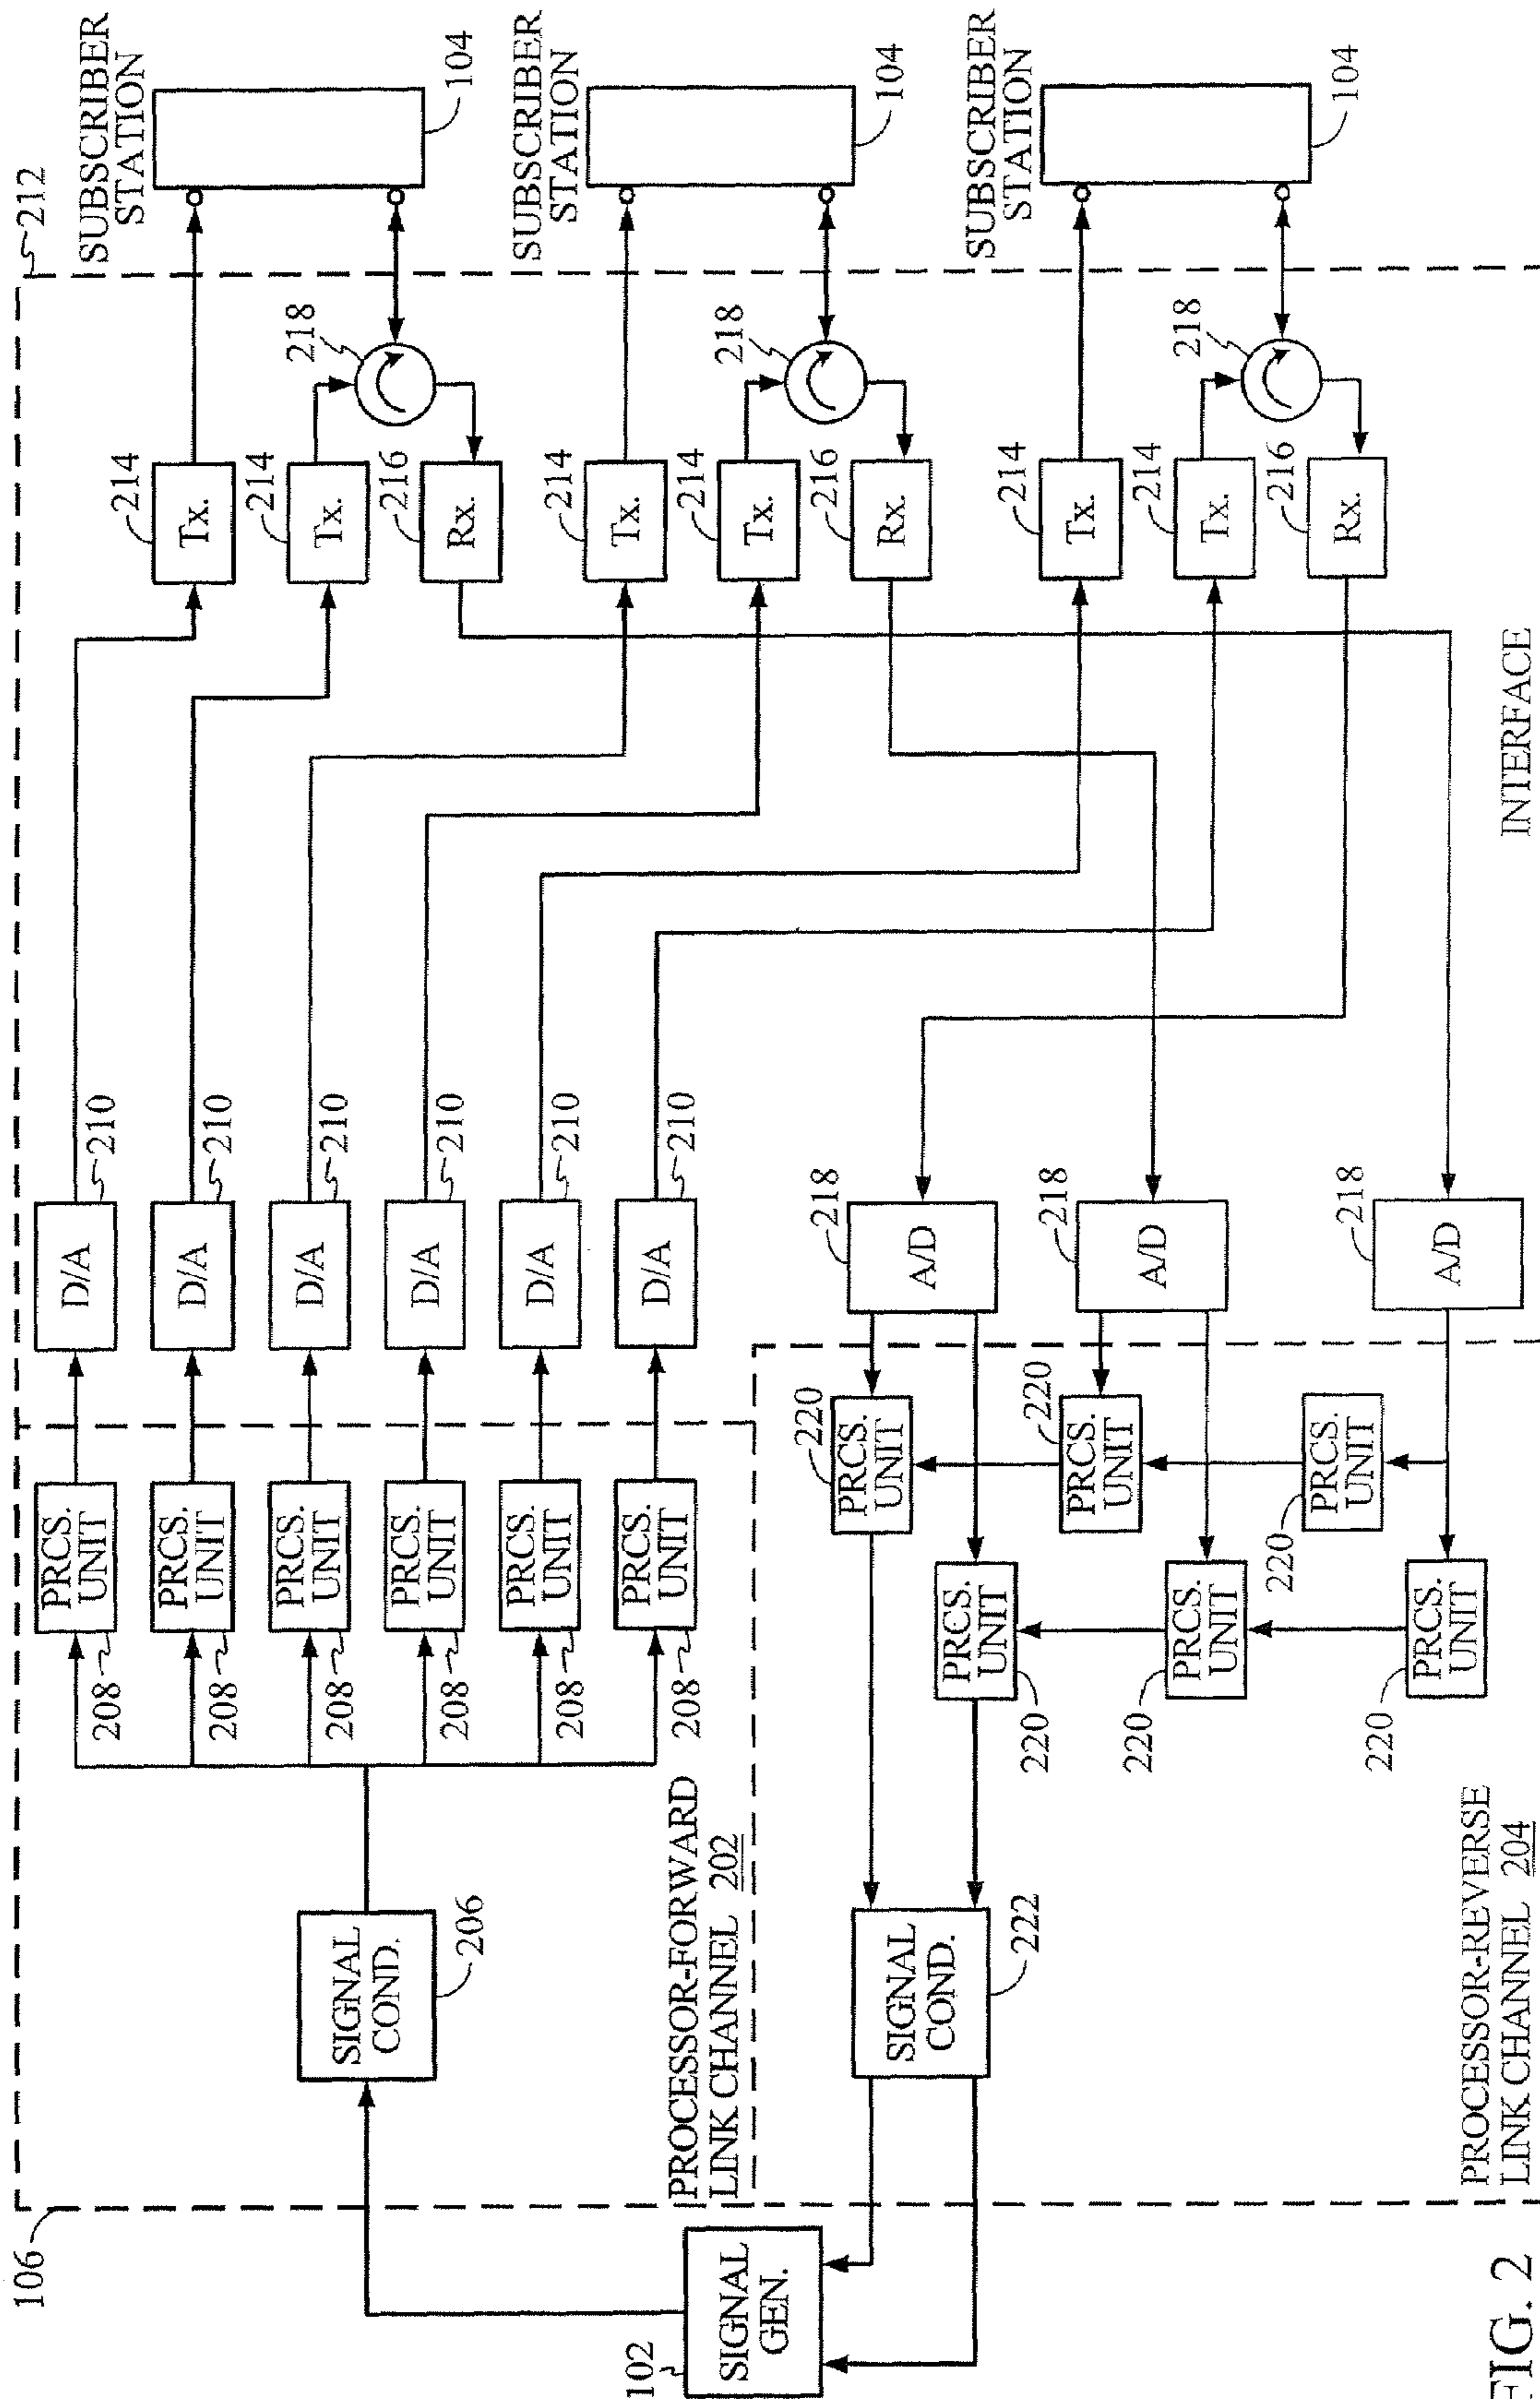 106
212
102
SIGNAL
GEN.
SIGNAL
COND.
206
208
208
208
208
208
208
PRCS.
UNIT
PRCS.
UNIT
PRCS.
UNIT
PRCS.
UNIT
PRCS.
UNIT
PRCS.
UNIT
D/A
D/A
D/A
D/A
D/A
D/A
210
210
210
210
210
210
PROCESSOR-FORWARD
LINK CHANNEL 202
214
Tx.
214
Tx.
216
Rx.
218
SUBSCRIBER
STATION
104
214
Tx.
214
Tx.
216
Rx.
218
SUBSCRIBER
STATION
104
214
Tx.
214
Tx.
216
Rx.
218
SUBSCRIBER
STATION
104
SIGNAL
COND.
222
220
PRCS.
UNIT
PRCS.
UNIT
220
220
PRCS.
UNIT
PRCS.
UNIT
220
220
PRCS.
UNIT
PRCS.
UNIT
220
218
A/D
218
A/D
218
A/D
PROCESSOR-REVERSE
LINK CHANNEL 204
INTERFACE
FIG. 2